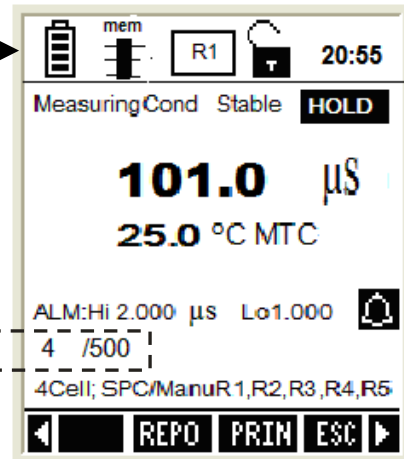 mem
R1 20:55
MeasuringCond Stable HOLD
101.0 µS
25.0 °C MTC
ALM:Hi 2.000 µs Lo1.000
4 /500
4Cell; SPC/ManuR1,R2,R3,R4,R5
REPO PRIN ESC